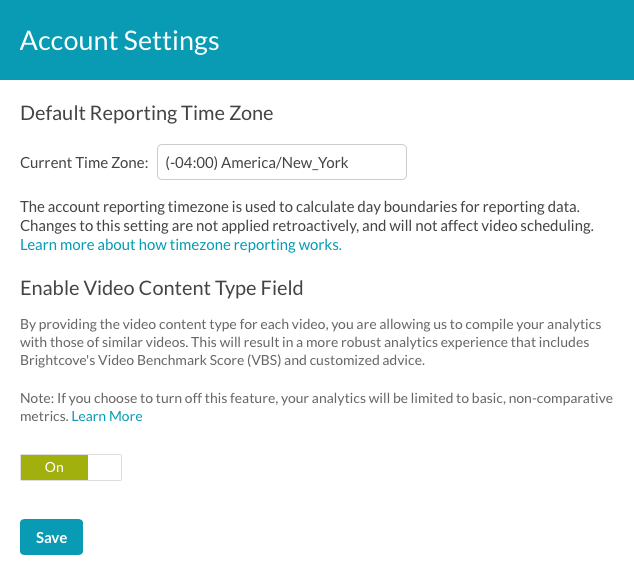 Account Settings
Default Reporting Time Zone
Current Time Zone: (-04:00) America/New_York
The account reporting timezone is used to calculate day boundaries for reporting data.
Changes to this setting are not applied retroactively, and will not affect video scheduling.
Learn more about how timezone reporting works.
Enable Video Content Type Field
By providing the video content type for each video, you are allowing us to compile your analytics
with those of similar videos. This will result in a more robust analytics experience that includes
Brightcove's Video Benchmark Score (VBS) and customized advice.
Note: If you choose to turn off this feature, your analytics will be limited to basic, non-comparative
metrics. Learn More
On
Save